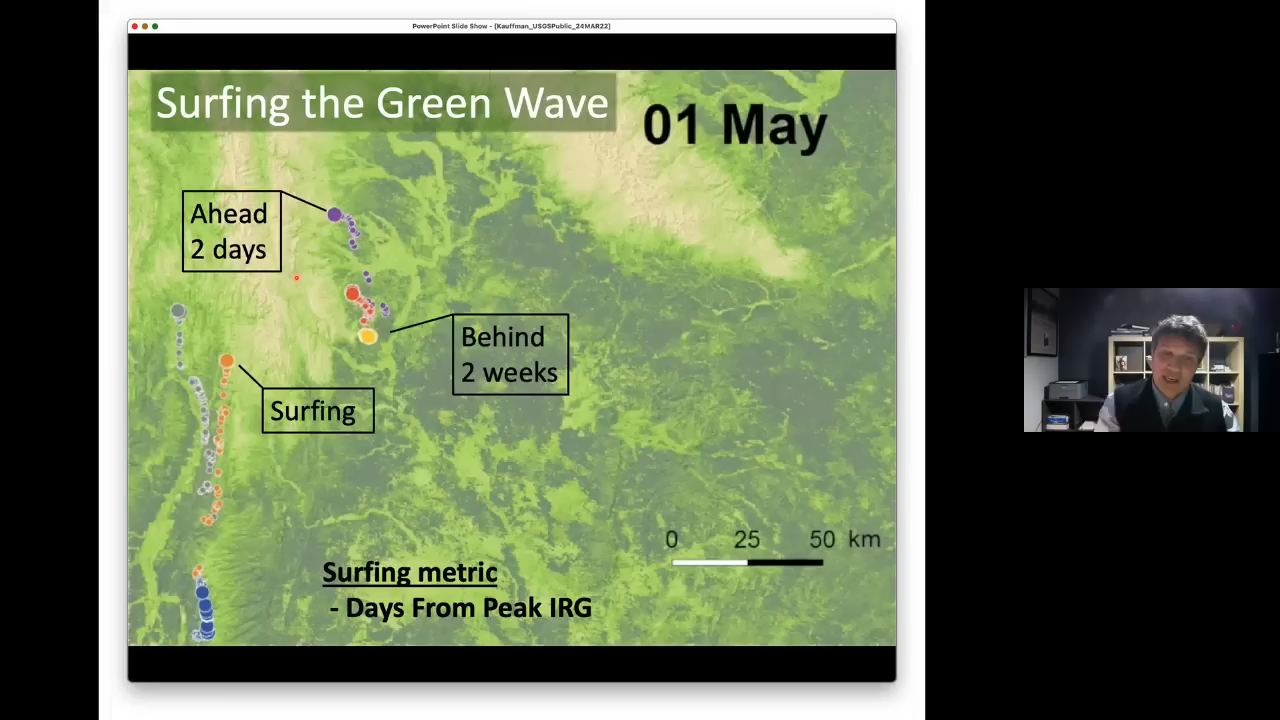 PowerPoint Slide Show - [Kauffman_USGSPublic_24MAR22]
Surfing the Green Wave
01 May
Ahead
2 days
Behind
2 weeks
Surfing
0 25 50 km
Surfing metric
- Days From Peak IRG